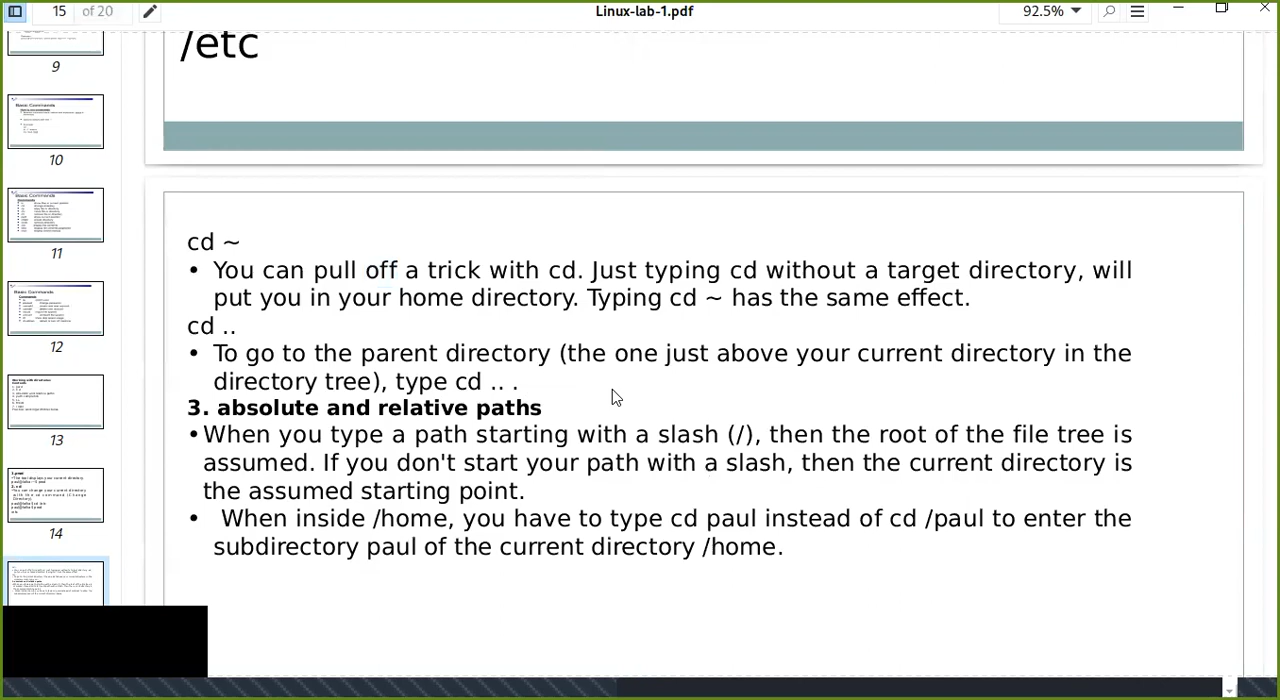 15 of 20
Linux-lab-1.pdf
92.5%
9
Basic Commands
10
Basic Commands
11
Basic Commands
12
13
14
/etc
cd ~
• You can pull off a trick with cd. Just typing cd without a target directory, will
put you in your home directory. Typing cd ~ has the same effect.
cd ..
• To go to the parent directory (the one just above your current directory in the
directory tree), type cd .. .
3. absolute and relative paths
•When you type a path starting with a slash (/), then the root of the file tree is
assumed. If you don't start your path with a slash, then the current directory is
the assumed starting point.
• When inside /home, you have to type cd paul instead of cd /paul to enter the
subdirectory paul of the current directory /home.